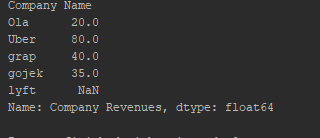 Company Name
Ola      20.0
Uber     80.0
grap     40.0
gojek    35.0
lyft      NaN
Name: Company Revenues, dtype: float64